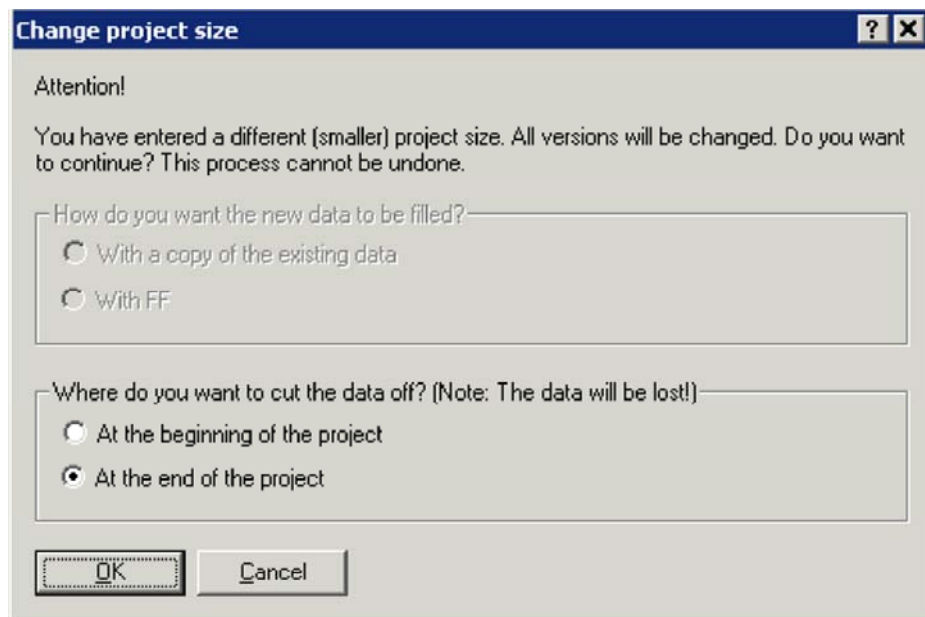 Change project size
Attention!
You have entered a different (smaller) project size. All versions will be changed. Do you want
to continue? This process cannot be undone.
How do you want the new data to be filled?
With a copy of the existing data
With FF
Where do you want to cut the data off? (Note: The data will be lost!)
At the beginning of the project
At the end of the project
OK Cancel